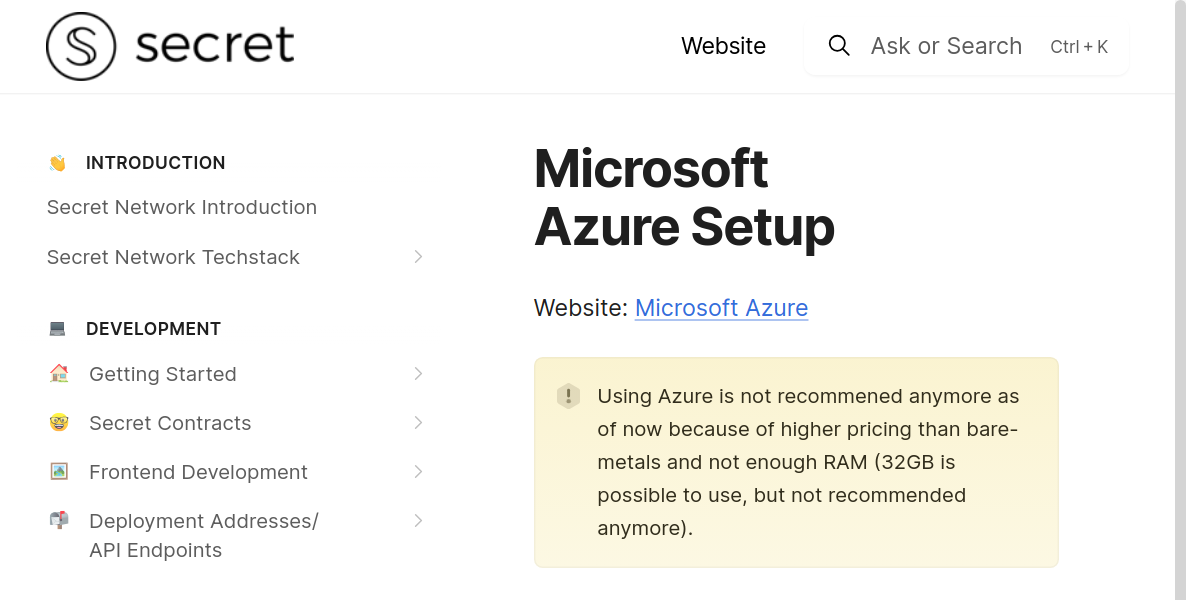 secret
Website
Ask or Search Ctrl + K
INTRODUCTION
Secret Network Introduction
Secret Network Techstack
DEVELOPMENT
Getting Started
Secret Contracts
Frontend Development
Deployment Addresses/
API Endpoints
Microsoft
Azure Setup
Website: Microsoft Azure
Using Azure is not recommened anymore as
of now because of higher pricing than bare-
metals and not enough RAM (32GB is
possible to use, but not recommended
anymore).